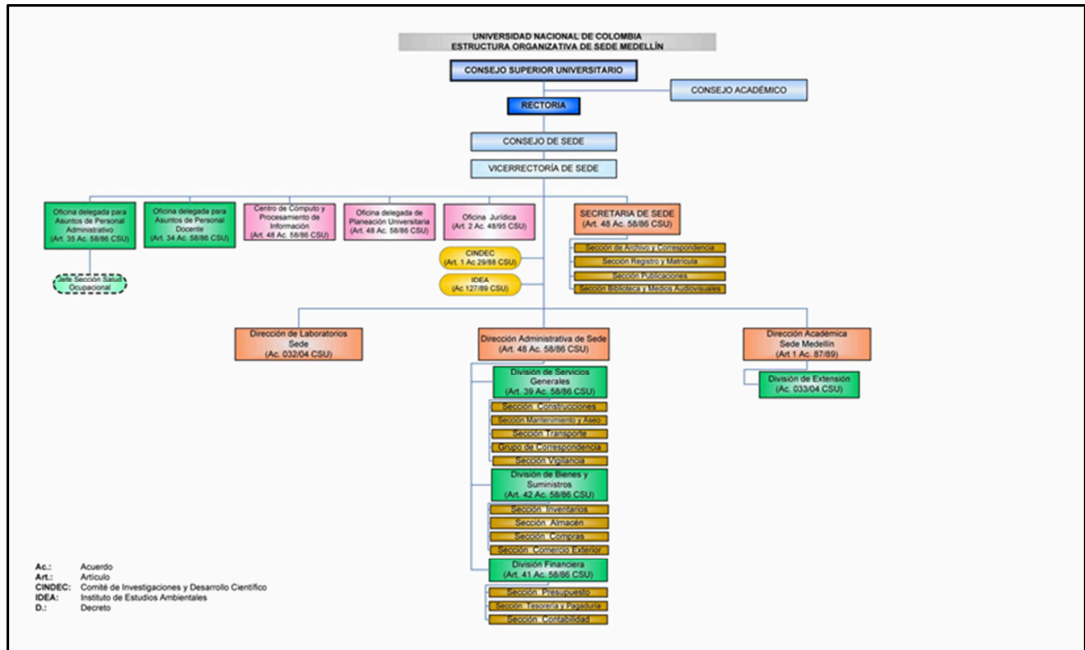 UNIVERSIDAD NACIONAL DE COLOMBIA
ESTRUCTURA ORGANIZATIVA DE SEDE MEDELLÍN
CONSEJO SUPERIOR UNIVERSITARIO
CONSEJO ACADÉMICO
RECTORIA
CONSEJO DE SEDE
VICERRECTORÍA DE SEDE
Oficina delegada para
Asuntos de Personal
Administrativo
(Art. 35 Ac. 58/86 CSU)
Oficina delegada para
Asuntos de Personal
Docente
(Art. 34 Ac. 58/86 CSU)
Centro de Cómputo y
Procesamiento de
Información
(Art. 48 Ac. 58/86 CSU)
Oficina delegada de
Planeación Universitaria
(Art. 48 Ac. 58/86 CSU)
Oficina Jurídica
(Art. 2 Ac. 48/95 CSU)
SECRETARIA DE SEDE
(Art. 48 Ac. 58/86 CSU)
Sección de Archivo y Correspondencia
Sección Registro y Matrícula
Sección Publicaciones
Sección Biblioteca y Medios Audiovisuales
Jefe Sección Salud
Ocupacional
CINDEC
(Art. 1 Ac 29/88 CSU)
IDEA
(Ac 127/89 CSU)
Dirección de Laboratorios
Sede
(Ac. 032/04 CSU)
Dirección Administrativa de Sede
(Art. 48 Ac. 58/86 CSU)
Dirección Académica
Sede Medellín
(Art 1 Ac. 87/89)
División de Extensión
(Ac. 033/04 CSU)
División de Servicios
Generales
(Art. 39 Ac. 58/86 CSU)
Sección Construcciones
Sección Mantenimiento y Aseo
Sección Transporte
Grupo de Correspondencia
Sección Vigilancia
División de Bienes y
Suministros
(Art. 42 Ac. 58/86 CSU)
Sección Inventarios
Sección Almacén
Sección Compras
Sección Comercio Exterior
División Financiera
(Art. 41 Ac. 58/86 CSU)
Sección Presupuesto
Sección Tesorería y Pagaduría
Sección Contabilidad
Ac.: Acuerdo
Art.: Artículo
CINDEC: Comité de Investigaciones y Desarrollo Científico
IDEA: Instituto de Estudios Ambientales
D.: Decreto